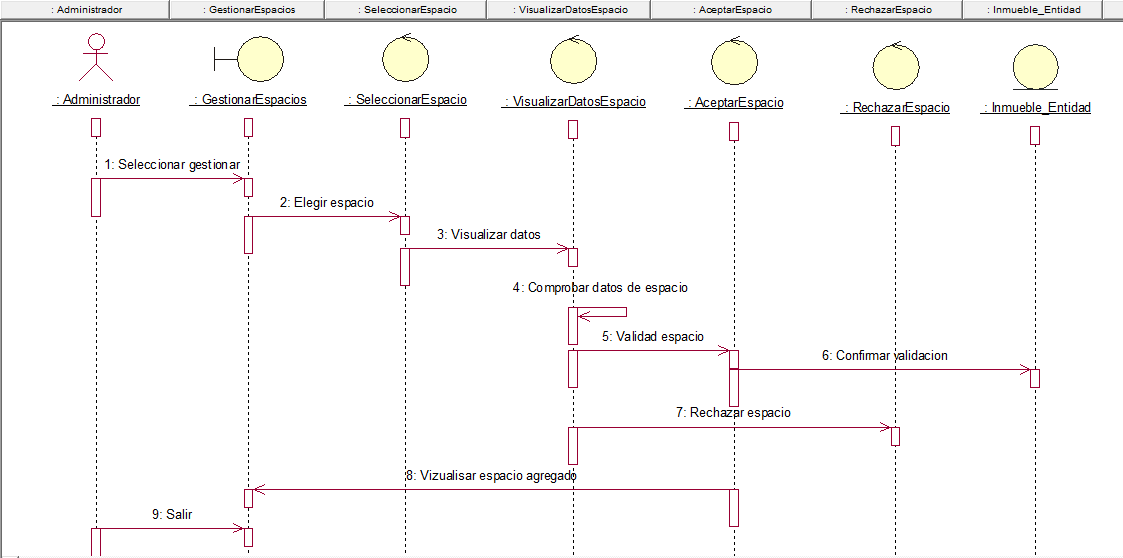 : Administrador
: GestionarEspacios
: SeleccionarEspacio
: VisualizarDatosEspacio
: AceptarEspacio
: RechazarEspacio
: Inmueble_Entidad
: Administrador
: GestionarEspacios
: SeleccionarEspacio
: VisualizarDatosEspacio
: AceptarEspacio
: RechazarEspacio
: Inmueble_Entidad
1: Seleccionar gestionar
2: Elegir espacio
3: Visualizar datos
4: Comprobar datos de espacio
5: Validad espacio
6: Confirmar validacion
7: Rechazar espacio
8: Vizualisar espacio agregado
9: Salir